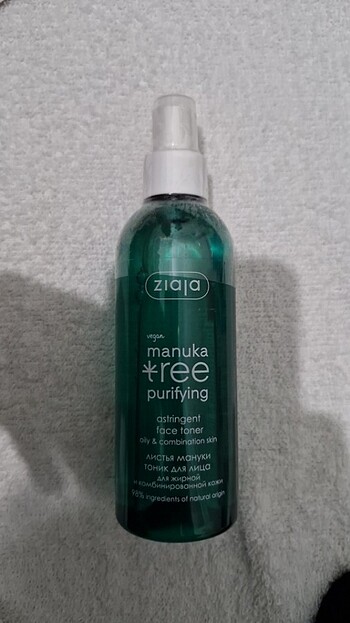 ziaja
vegan
manuka
tree
purifying
astringent
face toner
oily & combination skin
листья мануки
тоник для лица
для жирной
и комбинированной кожи
98% ingredients of natural origin